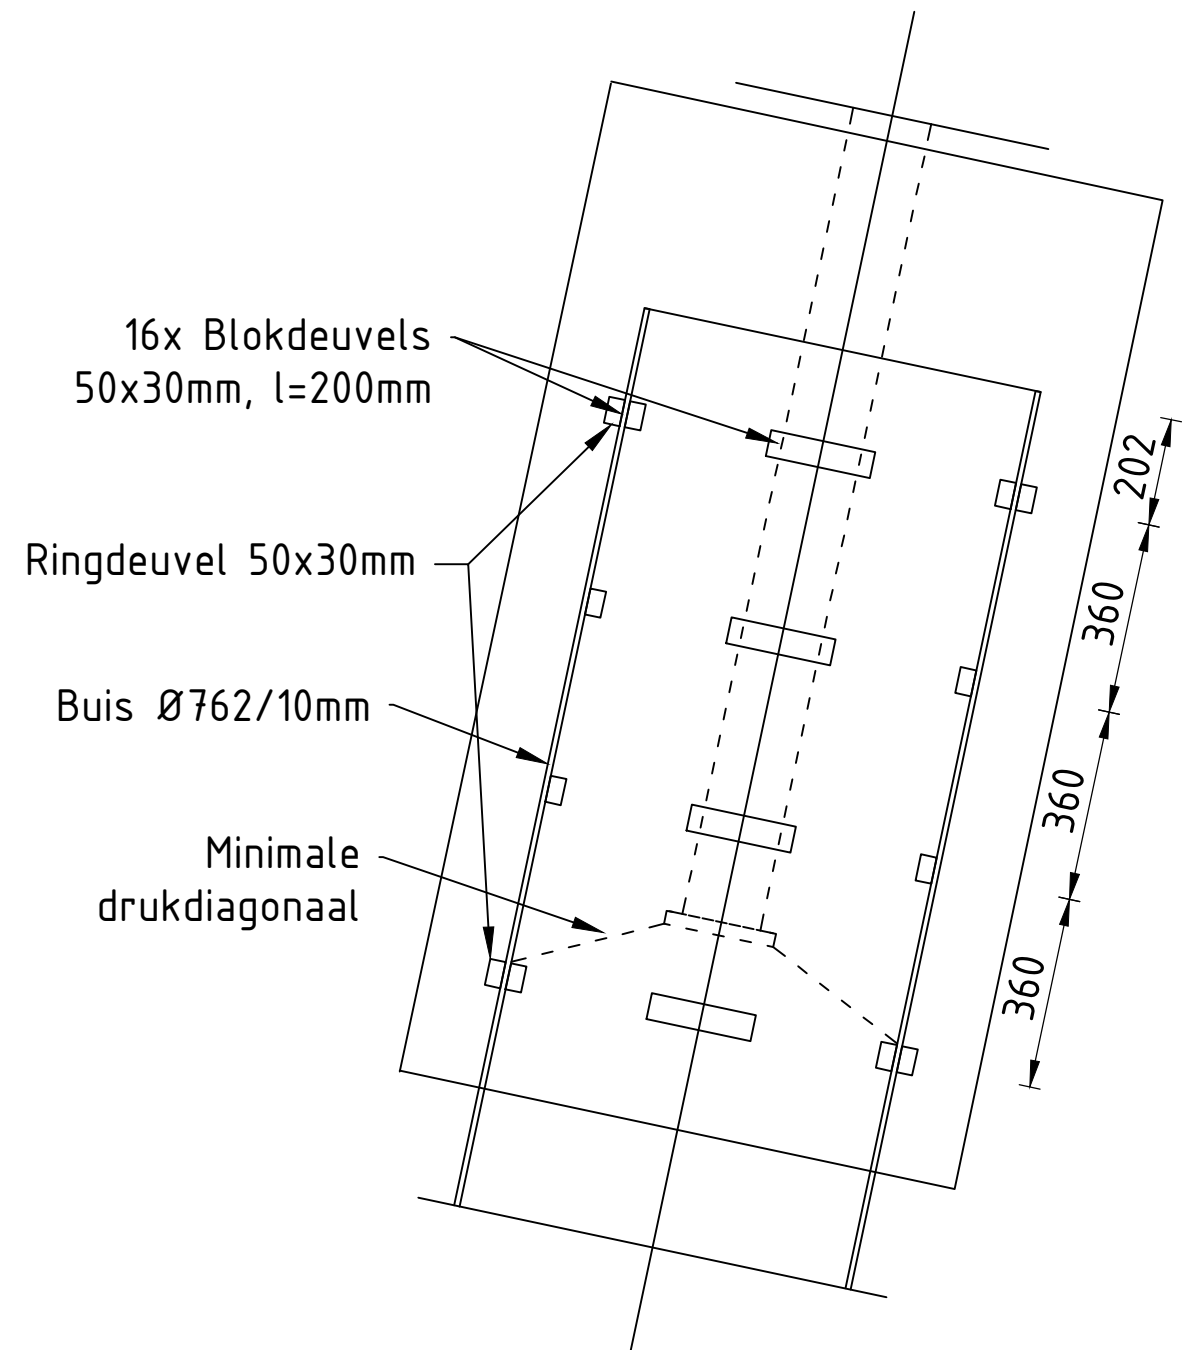 16x Blokdeuvels
50x30mm, l=200mm
Ringdeuvel 50x30mm
Buis Ø762/10mm
Minimale
drukdiagonaal
202
360
360
360